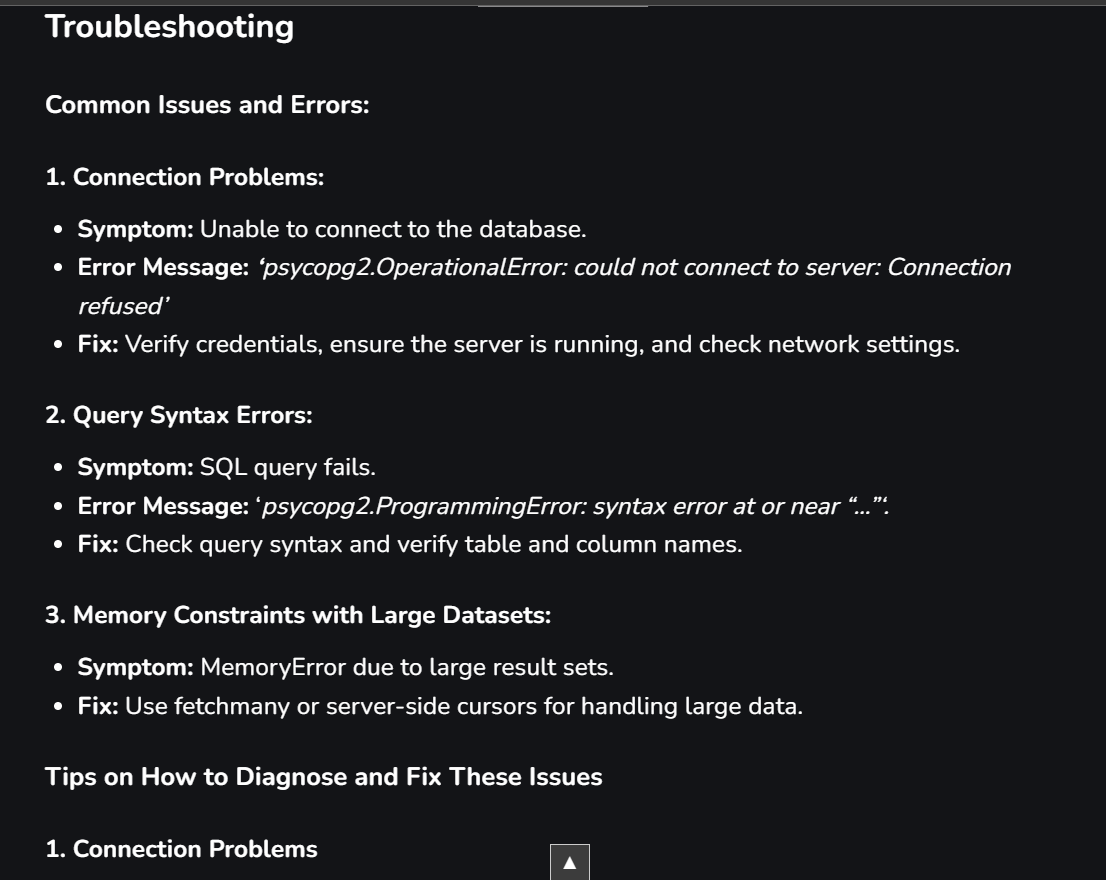 Troubleshooting
Common Issues and Errors:
1. Connection Problems:
• Symptom: Unable to connect to the database.
• Error Message: ‘psycopg2.OperationalError: could not connect to server: Connection
refused’
• Fix: Verify credentials, ensure the server is running, and check network settings.
2. Query Syntax Errors:
• Symptom: SQL query fails.
• Error Message: ‘psycopg2.ProgrammingError: syntax error at or near “…”‘.
• Fix: Check query syntax and verify table and column names.
3. Memory Constraints with Large Datasets:
• Symptom: MemoryError due to large result sets.
• Fix: Use fetchmany or server-side cursors for handling large data.
Tips on How to Diagnose and Fix These Issues
1. Connection Problems